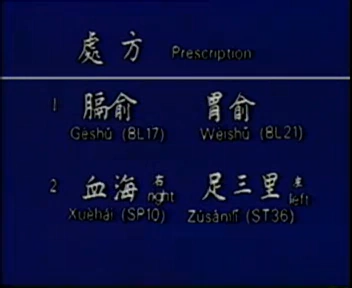 處方 Prescription
1 膈俞 胃俞
Géshū (BL17) Wèishū (BL21)
2 血海 右 right 足三里 左 left
Xuèhǎi (SP10) Zúsānlǐ (ST36)